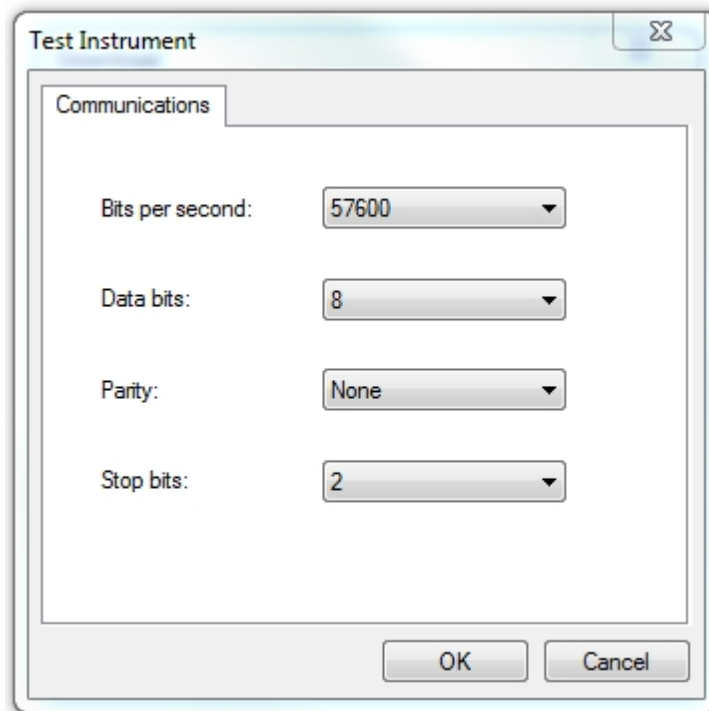 Test Instrument
Communications
Bits per second: 57600
Data bits: 8
Parity: None
Stop bits: 2
OK Cancel